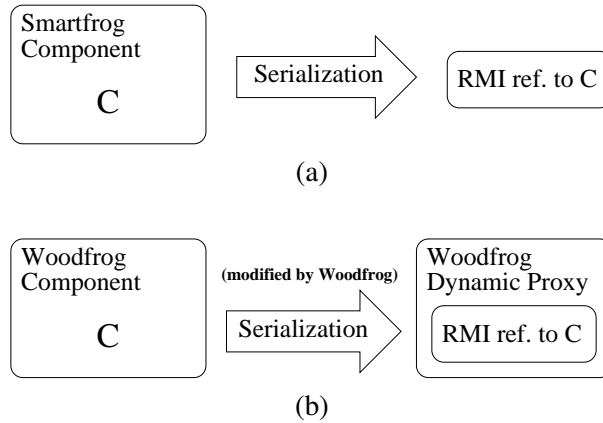 Smartfrog
Component
C
Serialization
RMI ref. to C
(a)
Woodfrog
Component
C
(modified by Woodfrog)
Serialization
Woodfrog
Dynamic Proxy
RMI ref. to C
(b)